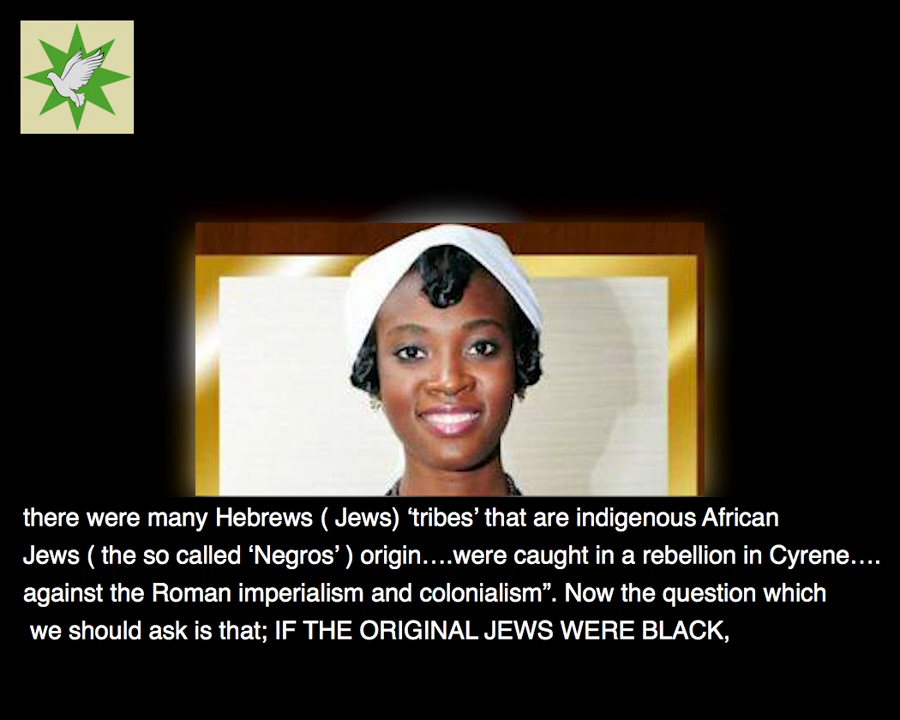 there were many Hebrews ( Jews) ‘tribes’ that are indigenous African
Jews ( the so called ‘Negros’ ) origin….were caught in a rebellion in Cyrene….
against the Roman imperialism and colonialism”. Now the question which
we should ask is that; IF THE ORIGINAL JEWS WERE BLACK,